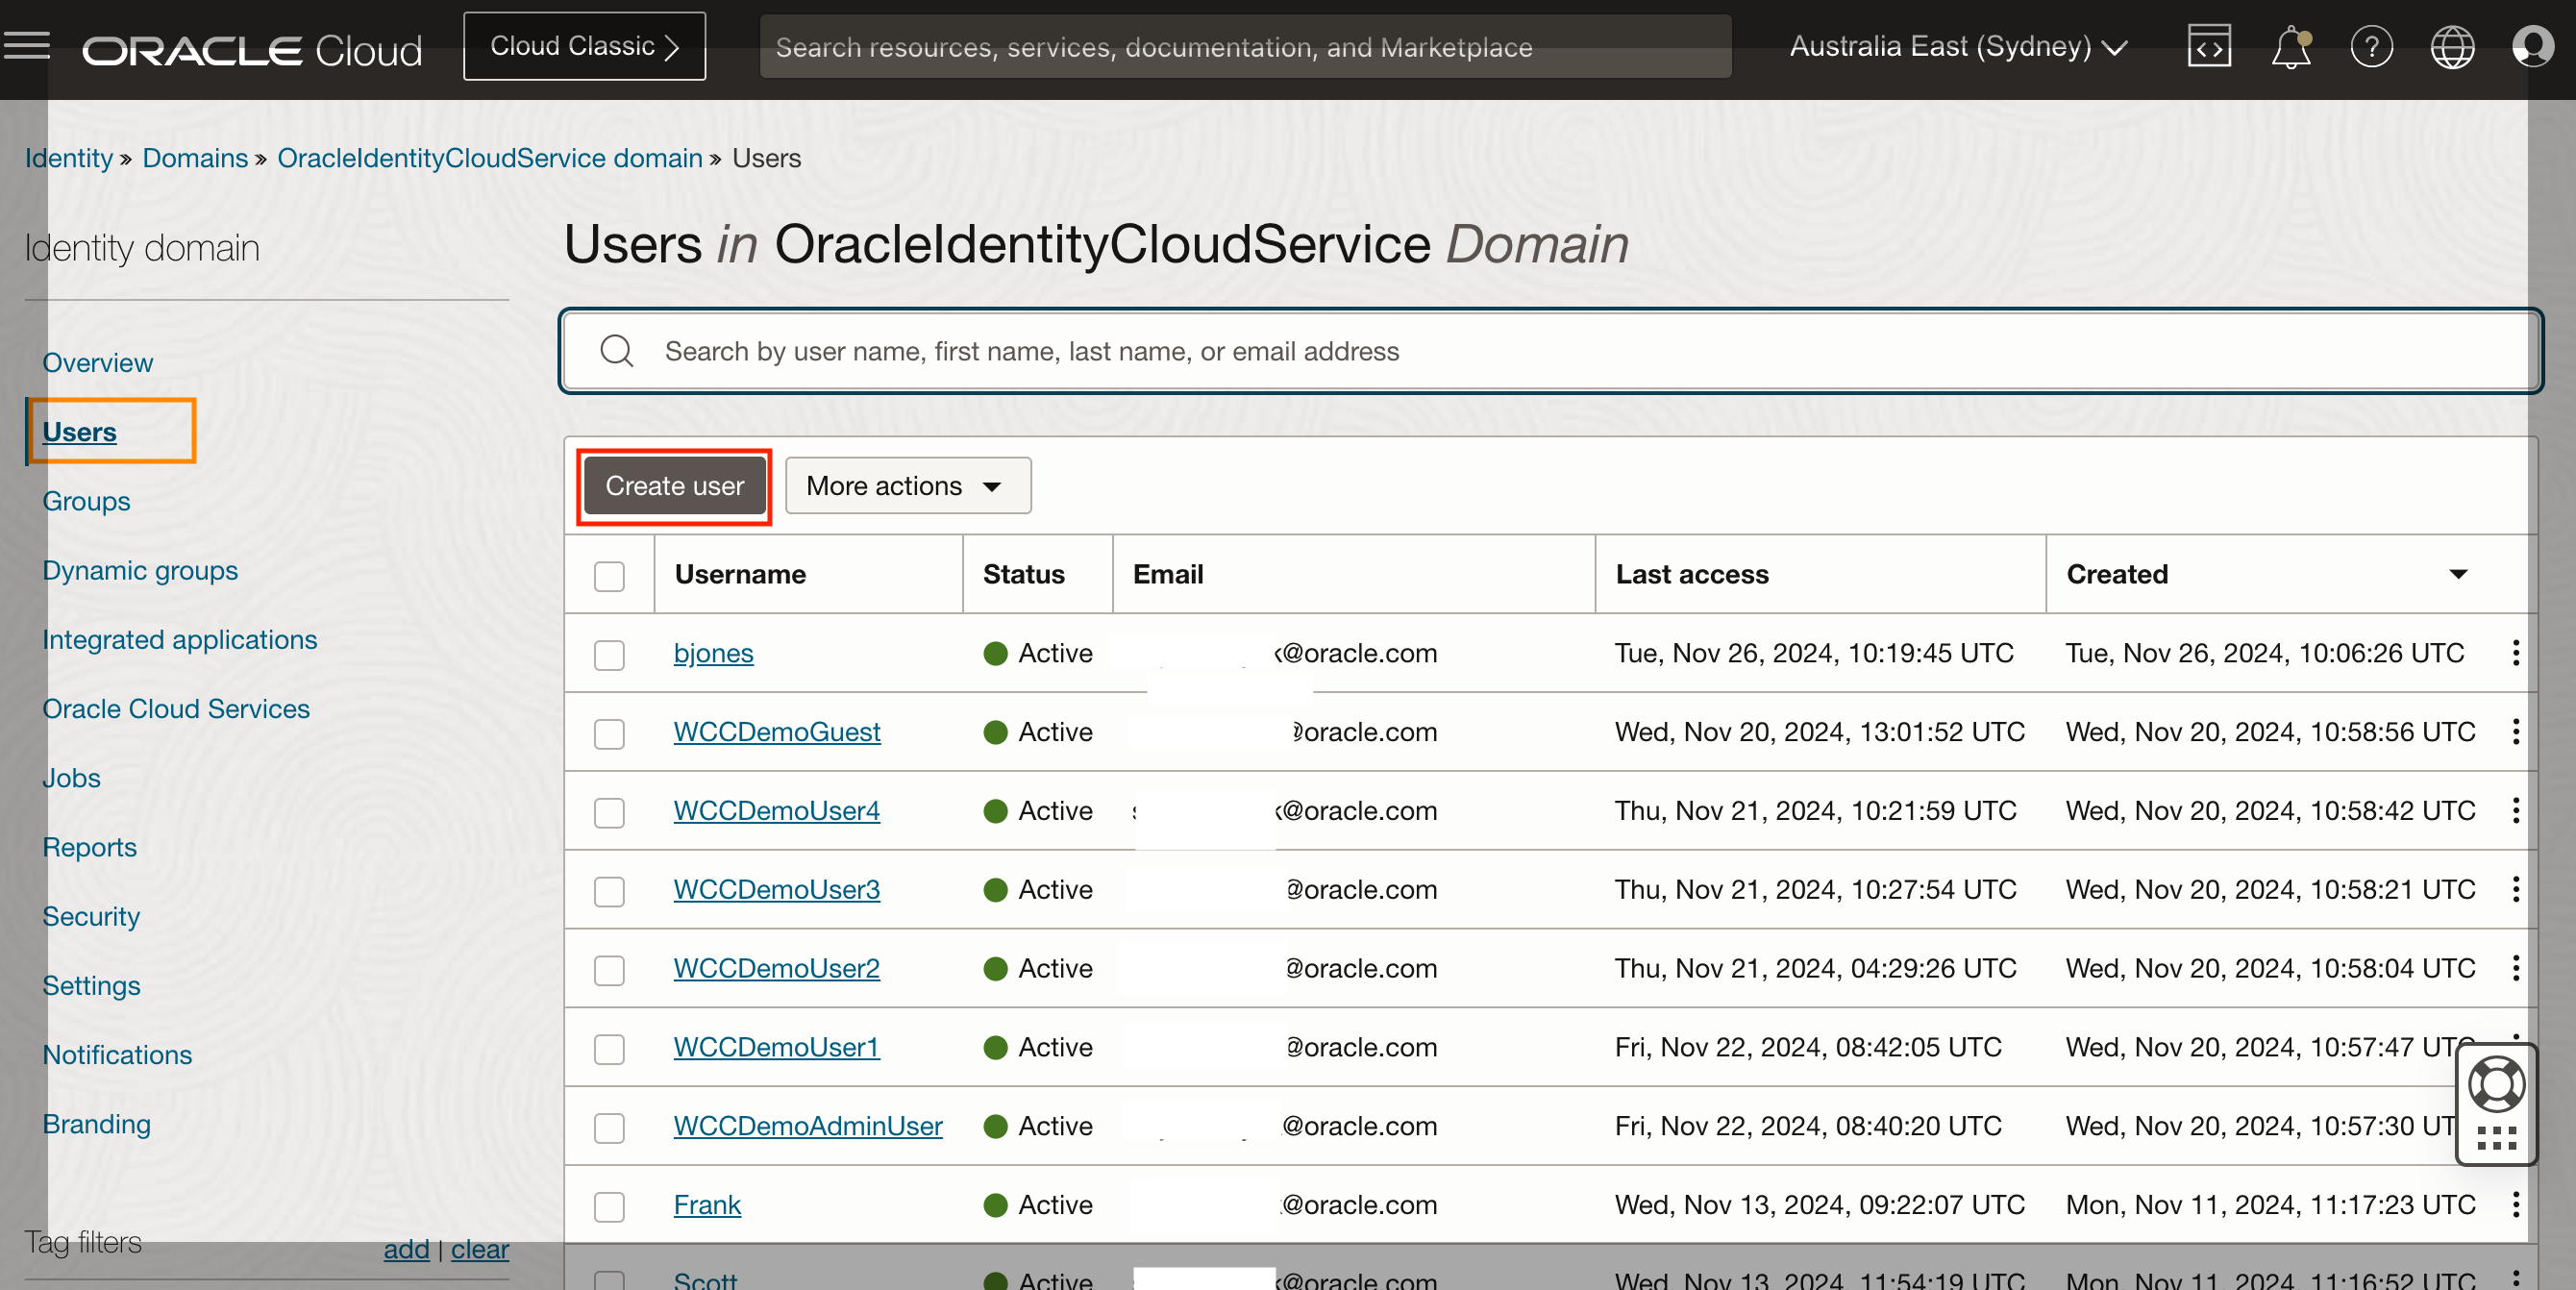 ORACLE Cloud
Cloud Classic
Search resources, services, documentation, and Marketplace
Australia East (Sydney)
Identity » Domains » OracleIdentityCloudService domain » Users
Identity domain
Overview
Users
Groups
Dynamic groups
Integrated applications
Oracle Cloud Services
Jobs
Reports
Security
Settings
Notifications
Branding
Tag filters
add | clear
Users in OracleIdentityCloudService Domain
Search by user name, first name, last name, or email address
Create user
More actions
Username Status Email Last access Created
bjones Active k@oracle.com Tue, Nov 26, 2024, 10:19:45 UTC Tue, Nov 26, 2024, 10:06:26 UTC
WCCDemoGuest Active @oracle.com Wed, Nov 20, 2024, 13:01:52 UTC Wed, Nov 20, 2024, 10:58:56 UTC
WCCDemoUser4 Active k@oracle.com Thu, Nov 21, 2024, 10:21:59 UTC Wed, Nov 20, 2024, 10:58:42 UTC
WCCDemoUser3 Active @oracle.com Thu, Nov 21, 2024, 10:27:54 UTC Wed, Nov 20, 2024, 10:58:21 UTC
WCCDemoUser2 Active @oracle.com Thu, Nov 21, 2024, 04:29:26 UTC Wed, Nov 20, 2024, 10:58:04 UTC
WCCDemoUser1 Active @oracle.com Fri, Nov 22, 2024, 08:42:05 UTC Wed, Nov 20, 2024, 10:57:47 UTC
WCCDemoAdminUser Active @oracle.com Fri, Nov 22, 2024, 08:40:20 UTC Wed, Nov 20, 2024, 10:57:30 UT
Frank Active @oracle.com Wed, Nov 13, 2024, 09:22:07 UTC Mon, Nov 11, 2024, 11:17:23 UTC
Scott Active k@oracle.com Wed, Nov 13, 2024, 11:54:19 UTC Mon, Nov 11, 2024, 11:16:52 UTC